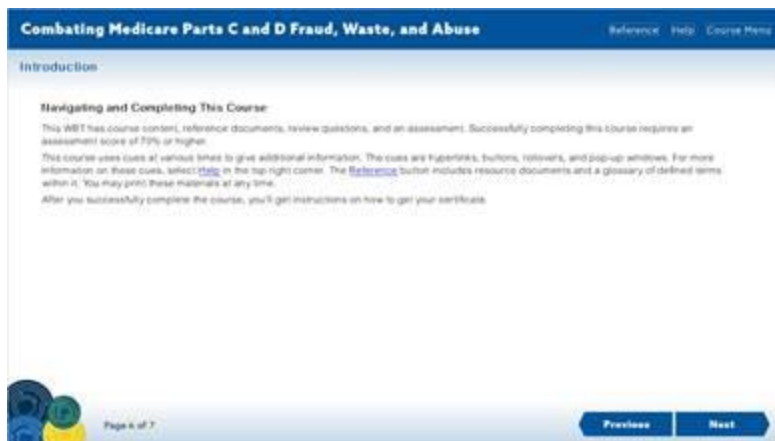 Combating Medicare Parts C and D Fraud, Waste, and Abuse
Reference Help Course Menu
Introduction
Navigating and Completing This Course
This WBT has course content, reference documents, review questions, and an assessment. Successfully completing this course requires an
assessment score of 70% or higher.
This course uses cues at various times to give additional information. The cues are hyperlinks, buttons, rollovers, and pop-up windows. For more
information on these cues, select Help in the top right corner. The Reference button includes resource documents and a glossary of defined terms
within it. You may print these materials at any time.
After you successfully complete the course, you'll get instructions on how to get your certificate.
Page 4 of 7
Previous
Next